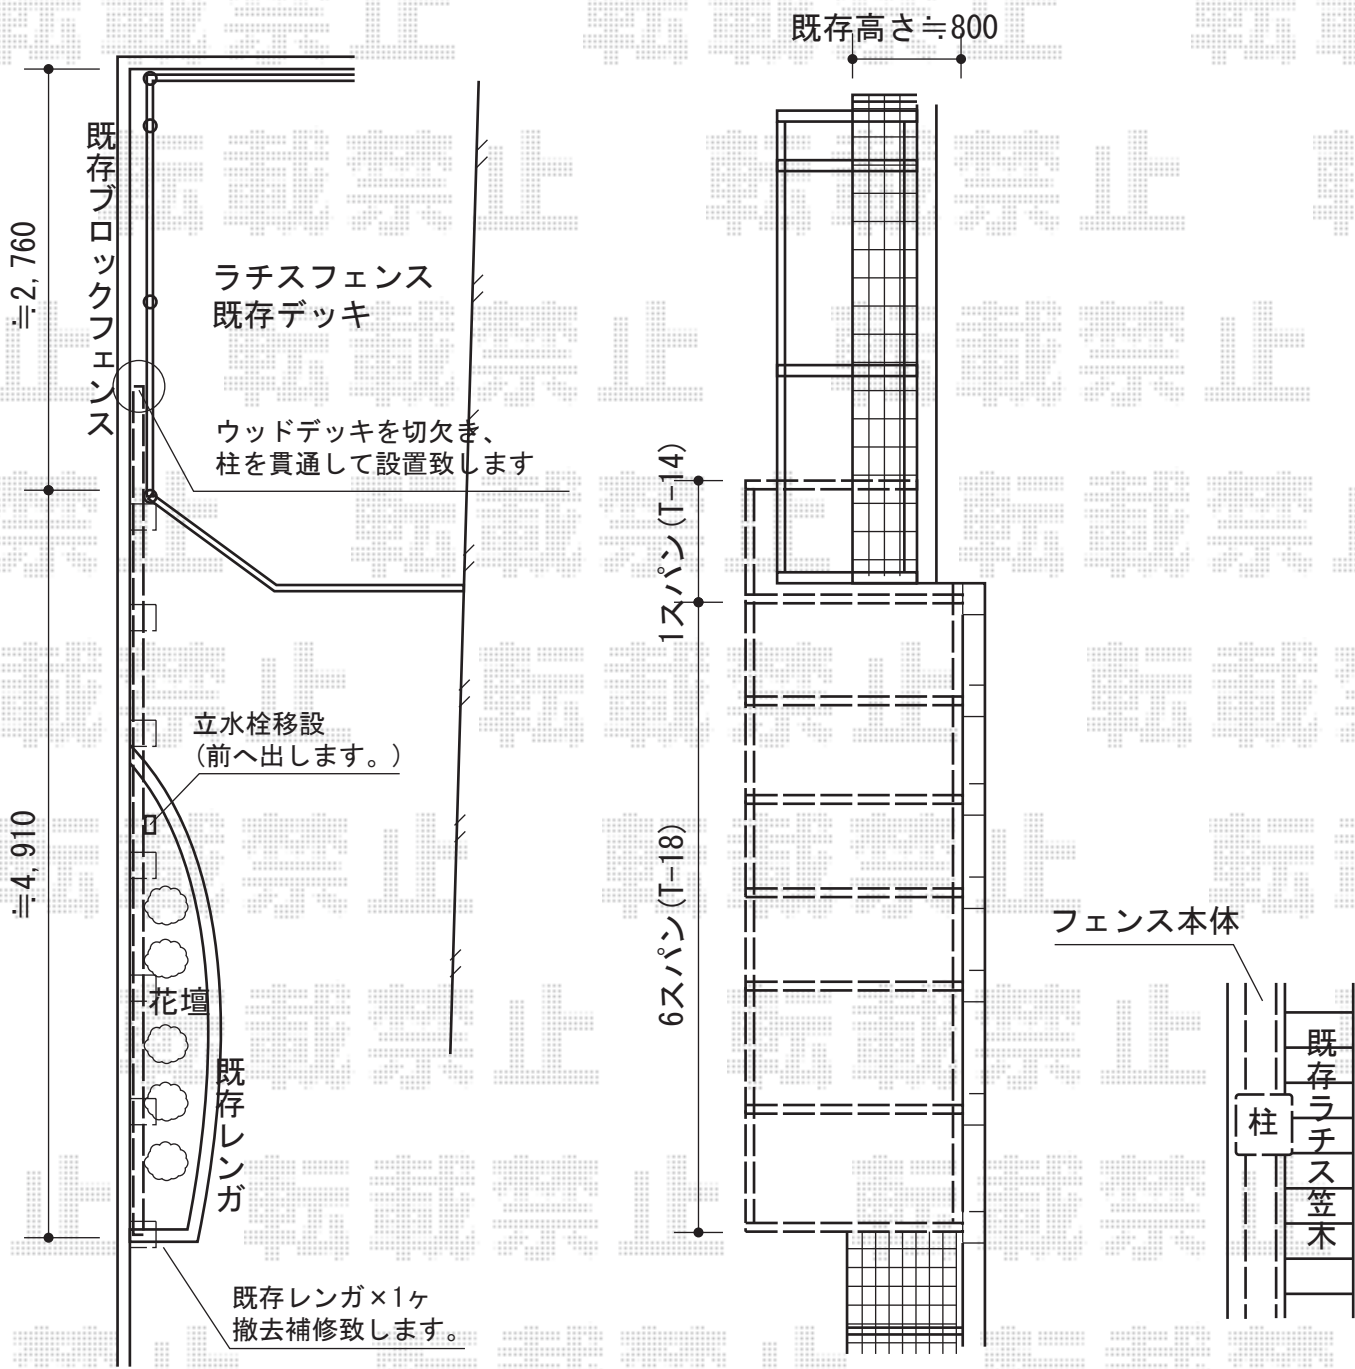 既存高さ≒800
既存ブロックフェンス
≒2,760
ラチスフェンス
既存デッキ
ウッドデッキを切欠き、
柱を貫通して設置致します
1スパン(T-14)
立水栓移設
(前へ出します。)
≒4,910
6スパン(T-18)
花壇
既存レンガ
フェンス本体
柱
既存ラチス笠木
既存レンガ×1ヶ
撤去補修致します。
転載禁止